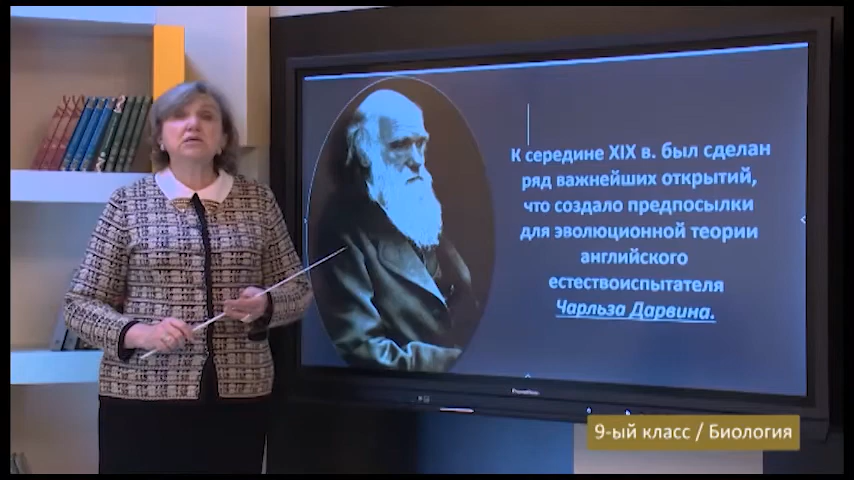 К середине XIX в. был сделан
ряд важнейших открытий,
что создало предпосылки
для эволюционной теории
английского
естествоиспытателя
Чарльза Дарвина.
Promethean
9-ый класс / Биология